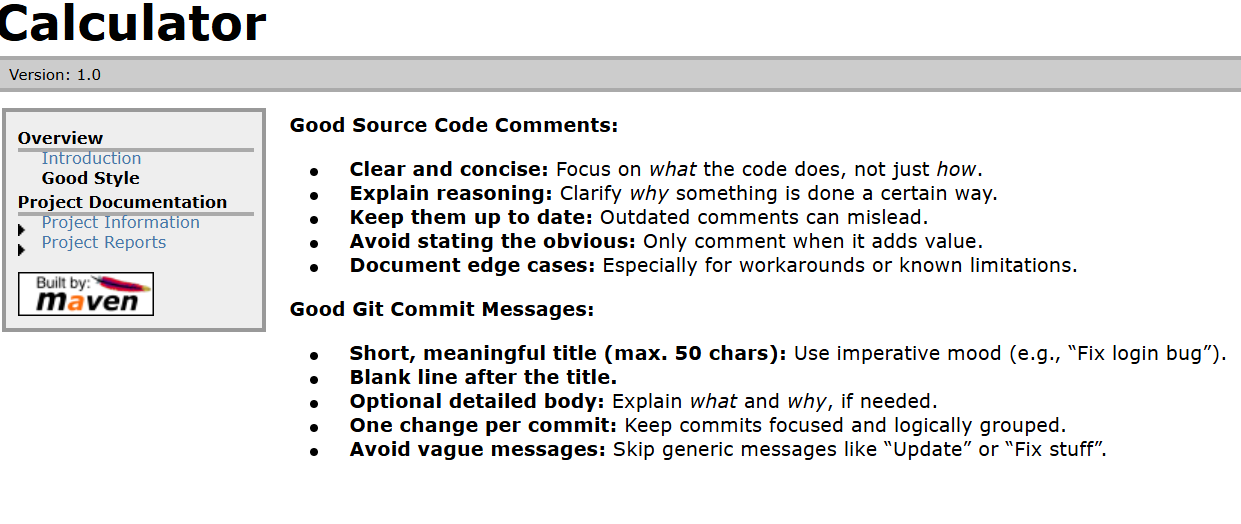 Calculator
Version: 1.0
Overview
Introduction
Good Style
Project Documentation
Project Information
Project Reports
Built by:
maven
Good Source Code Comments:
Clear and concise: Focus on what the code does, not just how.
Explain reasoning: Clarify why something is done a certain way.
Keep them up to date: Outdated comments can mislead.
Avoid stating the obvious: Only comment when it adds value.
Document edge cases: Especially for workarounds or known limitations.
Good Git Commit Messages:
Short, meaningful title (max. 50 chars): Use imperative mood (e.g., “Fix login bug”).
Blank line after the title.
Optional detailed body: Explain what and why, if needed.
One change per commit: Keep commits focused and logically grouped.
Avoid vague messages: Skip generic messages like “Update” or “Fix stuff”.